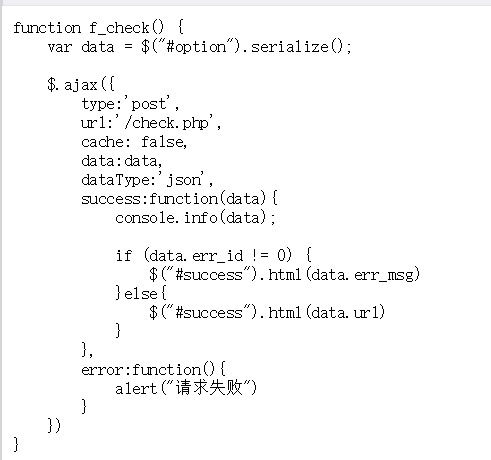 function f_check() {
    var data = $("#option").serialize();

    $.ajax({
        type:'post',
        url:'/check.php',
        cache: false,
        data:data,
        dataType:'json',
        success:function(data){
            console.info(data);

            if (data.err_id != 0) {
                $("#success").html(data.err_msg)
            }else{
                $("#success").html(data.url)
            }
        },
        error:function(){
            alert("请求失败")
        }
    })
}